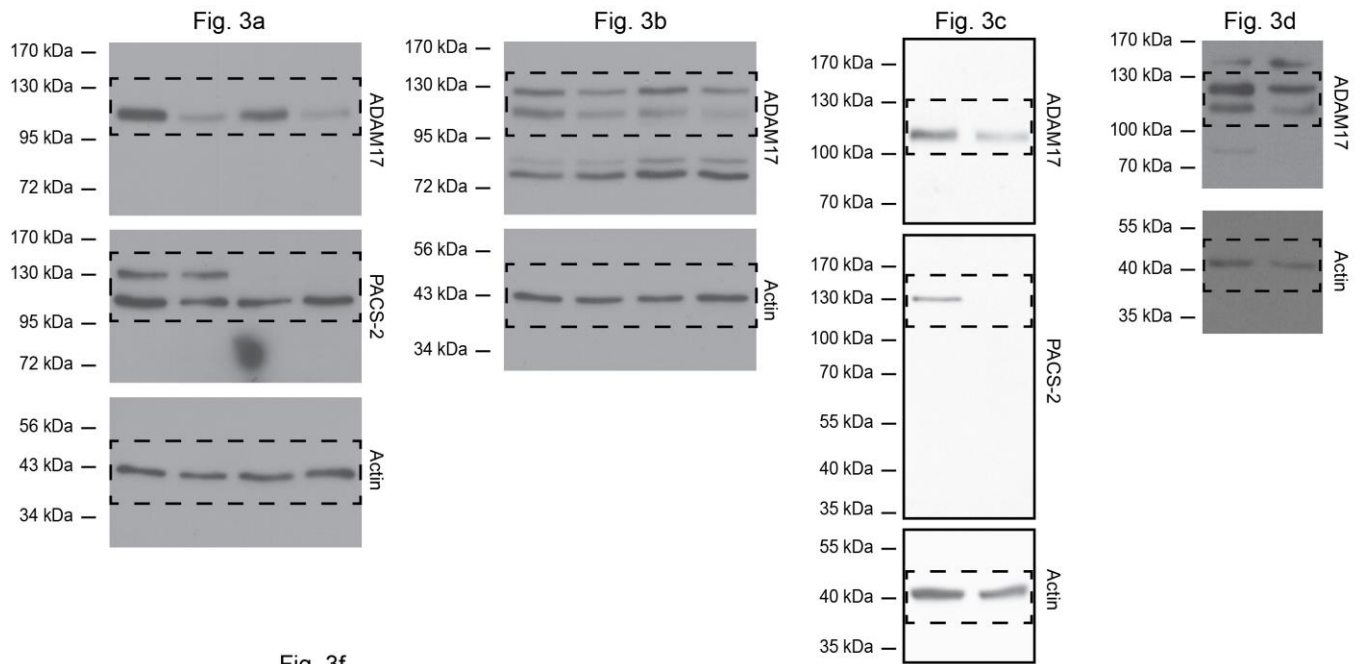 Fig. 3a
170 kDa
130 kDa
95 kDa
72 kDa
ADAM17
170 kDa
130 kDa
95 kDa
72 kDa
PACS-2
56 kDa
43 kDa
34 kDa
Actin
Fig. 3b
170 kDa
130 kDa
95 kDa
72 kDa
ADAM17
56 kDa
43 kDa
34 kDa
Actin
Fig. 3c
170 kDa
130 kDa
100 kDa
70 kDa
ADAM17
170 kDa
130 kDa
100 kDa
70 kDa
55 kDa
40 kDa
35 kDa
PACS-2
55 kDa
40 kDa
35 kDa
Actin
Fig. 3d
170 kDa
130 kDa
100 kDa
70 kDa
ADAM17
55 kDa
40 kDa
35 kDa
Actin
Fig. 3f